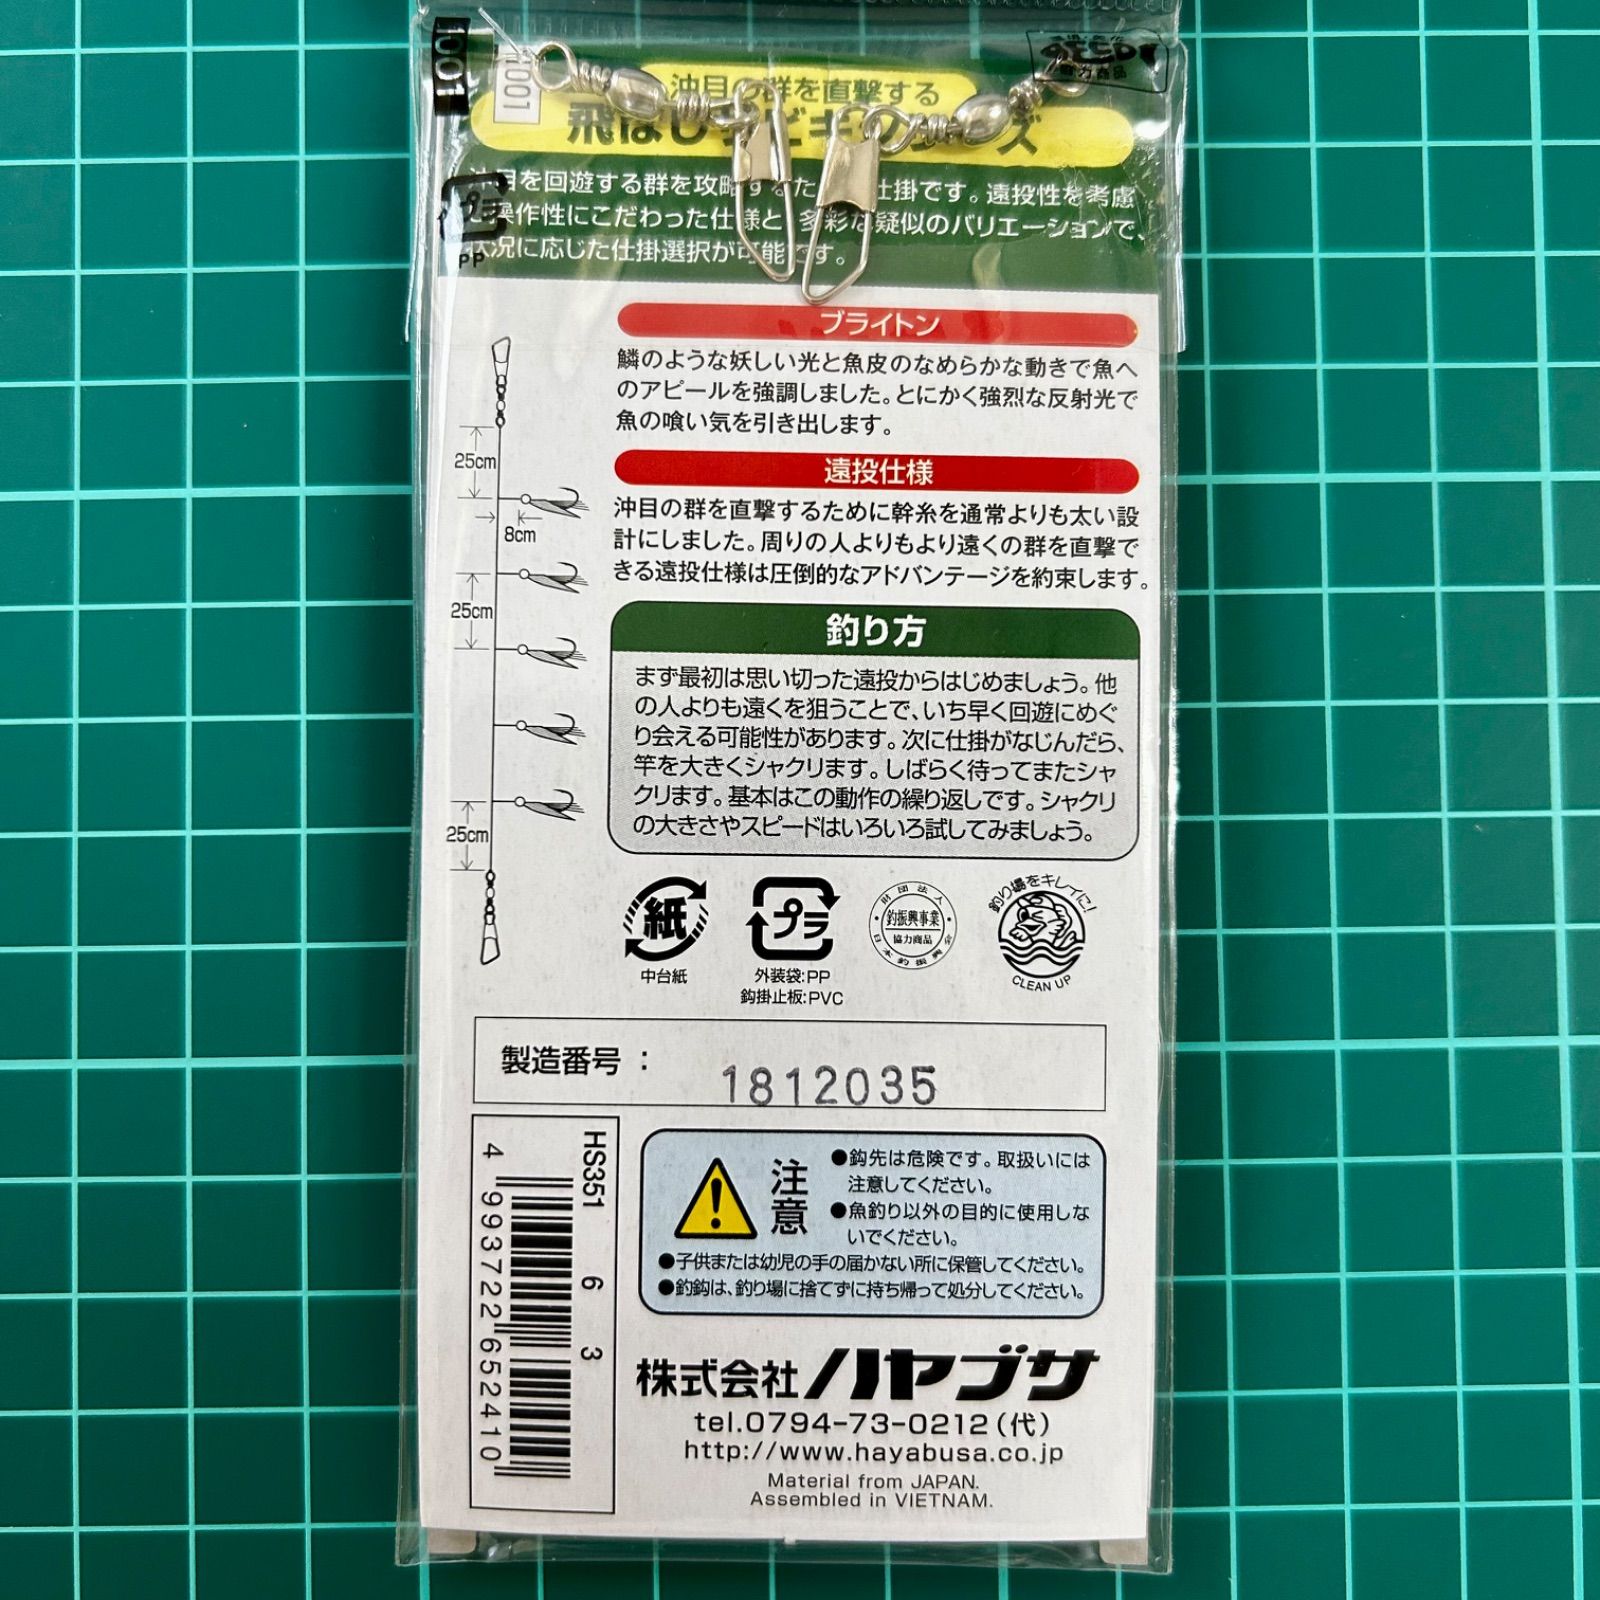 1001
1001
沖目の群を直撃する
飛ばしサビキシリーズ
沖目を回遊する群を攻略するた 仕掛です。遠投性を考慮
操作性にこだわった仕様と、多彩な疑似のバリエーションで、
状況に応じた仕掛選択が可能です。
PP
協力商品
ブライトン
鱗のような妖しい光と魚皮のなめらかな動きで魚へ
のアピールを強調しました。とにかく強烈な反射光で
魚の喰い気を引き出します。
遠投仕様
沖目の群を直撃するために幹糸を通常よりも太い設
計にしました。周りの人よりもより遠くの群を直撃で
きる遠投仕様は圧倒的なアドバンテージを約束します。
25cm
8cm
25cm
25cm
釣り方
まず最初は思い切った遠投からはじめましょう。他
の人よりも遠くを狙うことで、いち早く回遊にめぐ
り会える可能性があります。次に仕掛がなじんだら、
竿を大きくシャクリます。しばらく待ってまたシャ
クリます。基本はこの動作の繰り返しです。シャクリ
の大きさやスピードはいろいろ試してみましょう。
紙
中台紙
プラ
外装袋:PP
鈎掛止板:PVC
財団法人
釣振興事業
協力商品
日本釣振興会
釣り場をキレイに!
CLEAN UP
製造番号 : 1812035
HS351 6 3
4 993722 652410
注意
●鈎先は危険です。取扱いには
注意してください。
●魚釣り以外の目的に使用しな
いでください。
●子供または幼児の手の届かない所に保管してください。
●釣鈎は、釣り場に捨てずに持ち帰って処分してください。
株式会社ハヤブサ
tel.0794-73-0212(代)
http://www.hayabusa.co.jp
Material from JAPAN.
Assembled in VIETNAM.